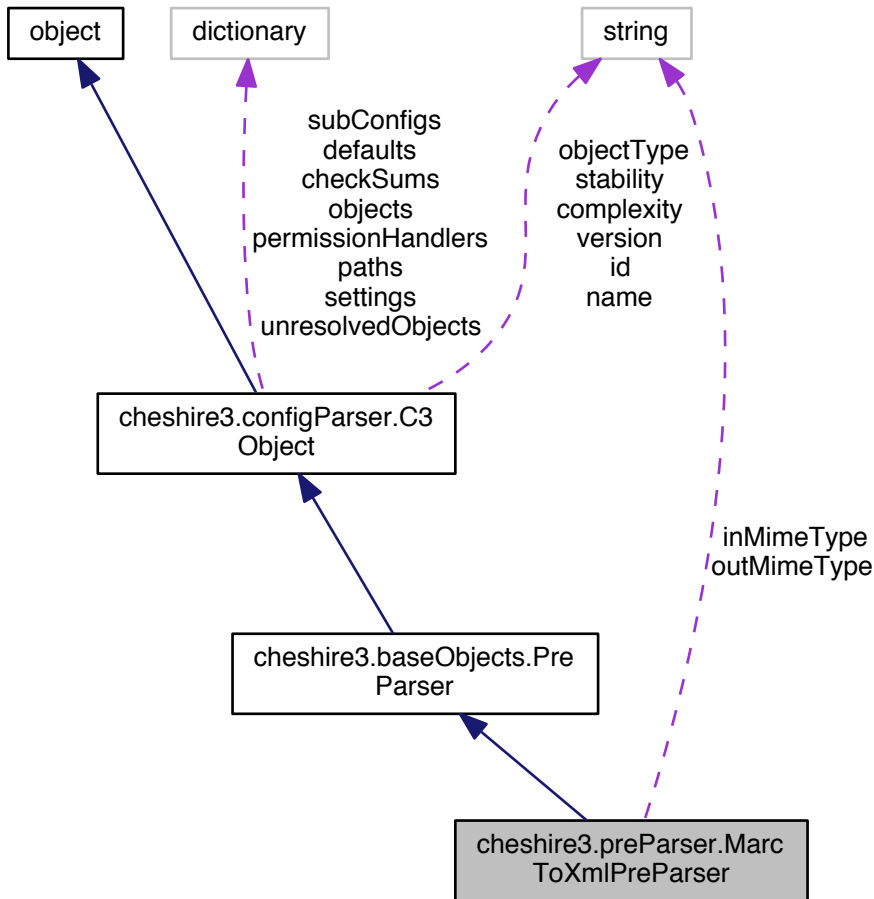 object
dictionary
string
subConfigs
defaults
checkSums
objects
permissionHandlers
paths
settings
unresolvedObjects
objectType
stability
complexity
version
id
name
cheshire3.configParser.C3
Object
inMimeType
outMimeType
cheshire3.baseObjects.Pre
Parser
cheshire3.preParser.Marc
ToXmlPreParser